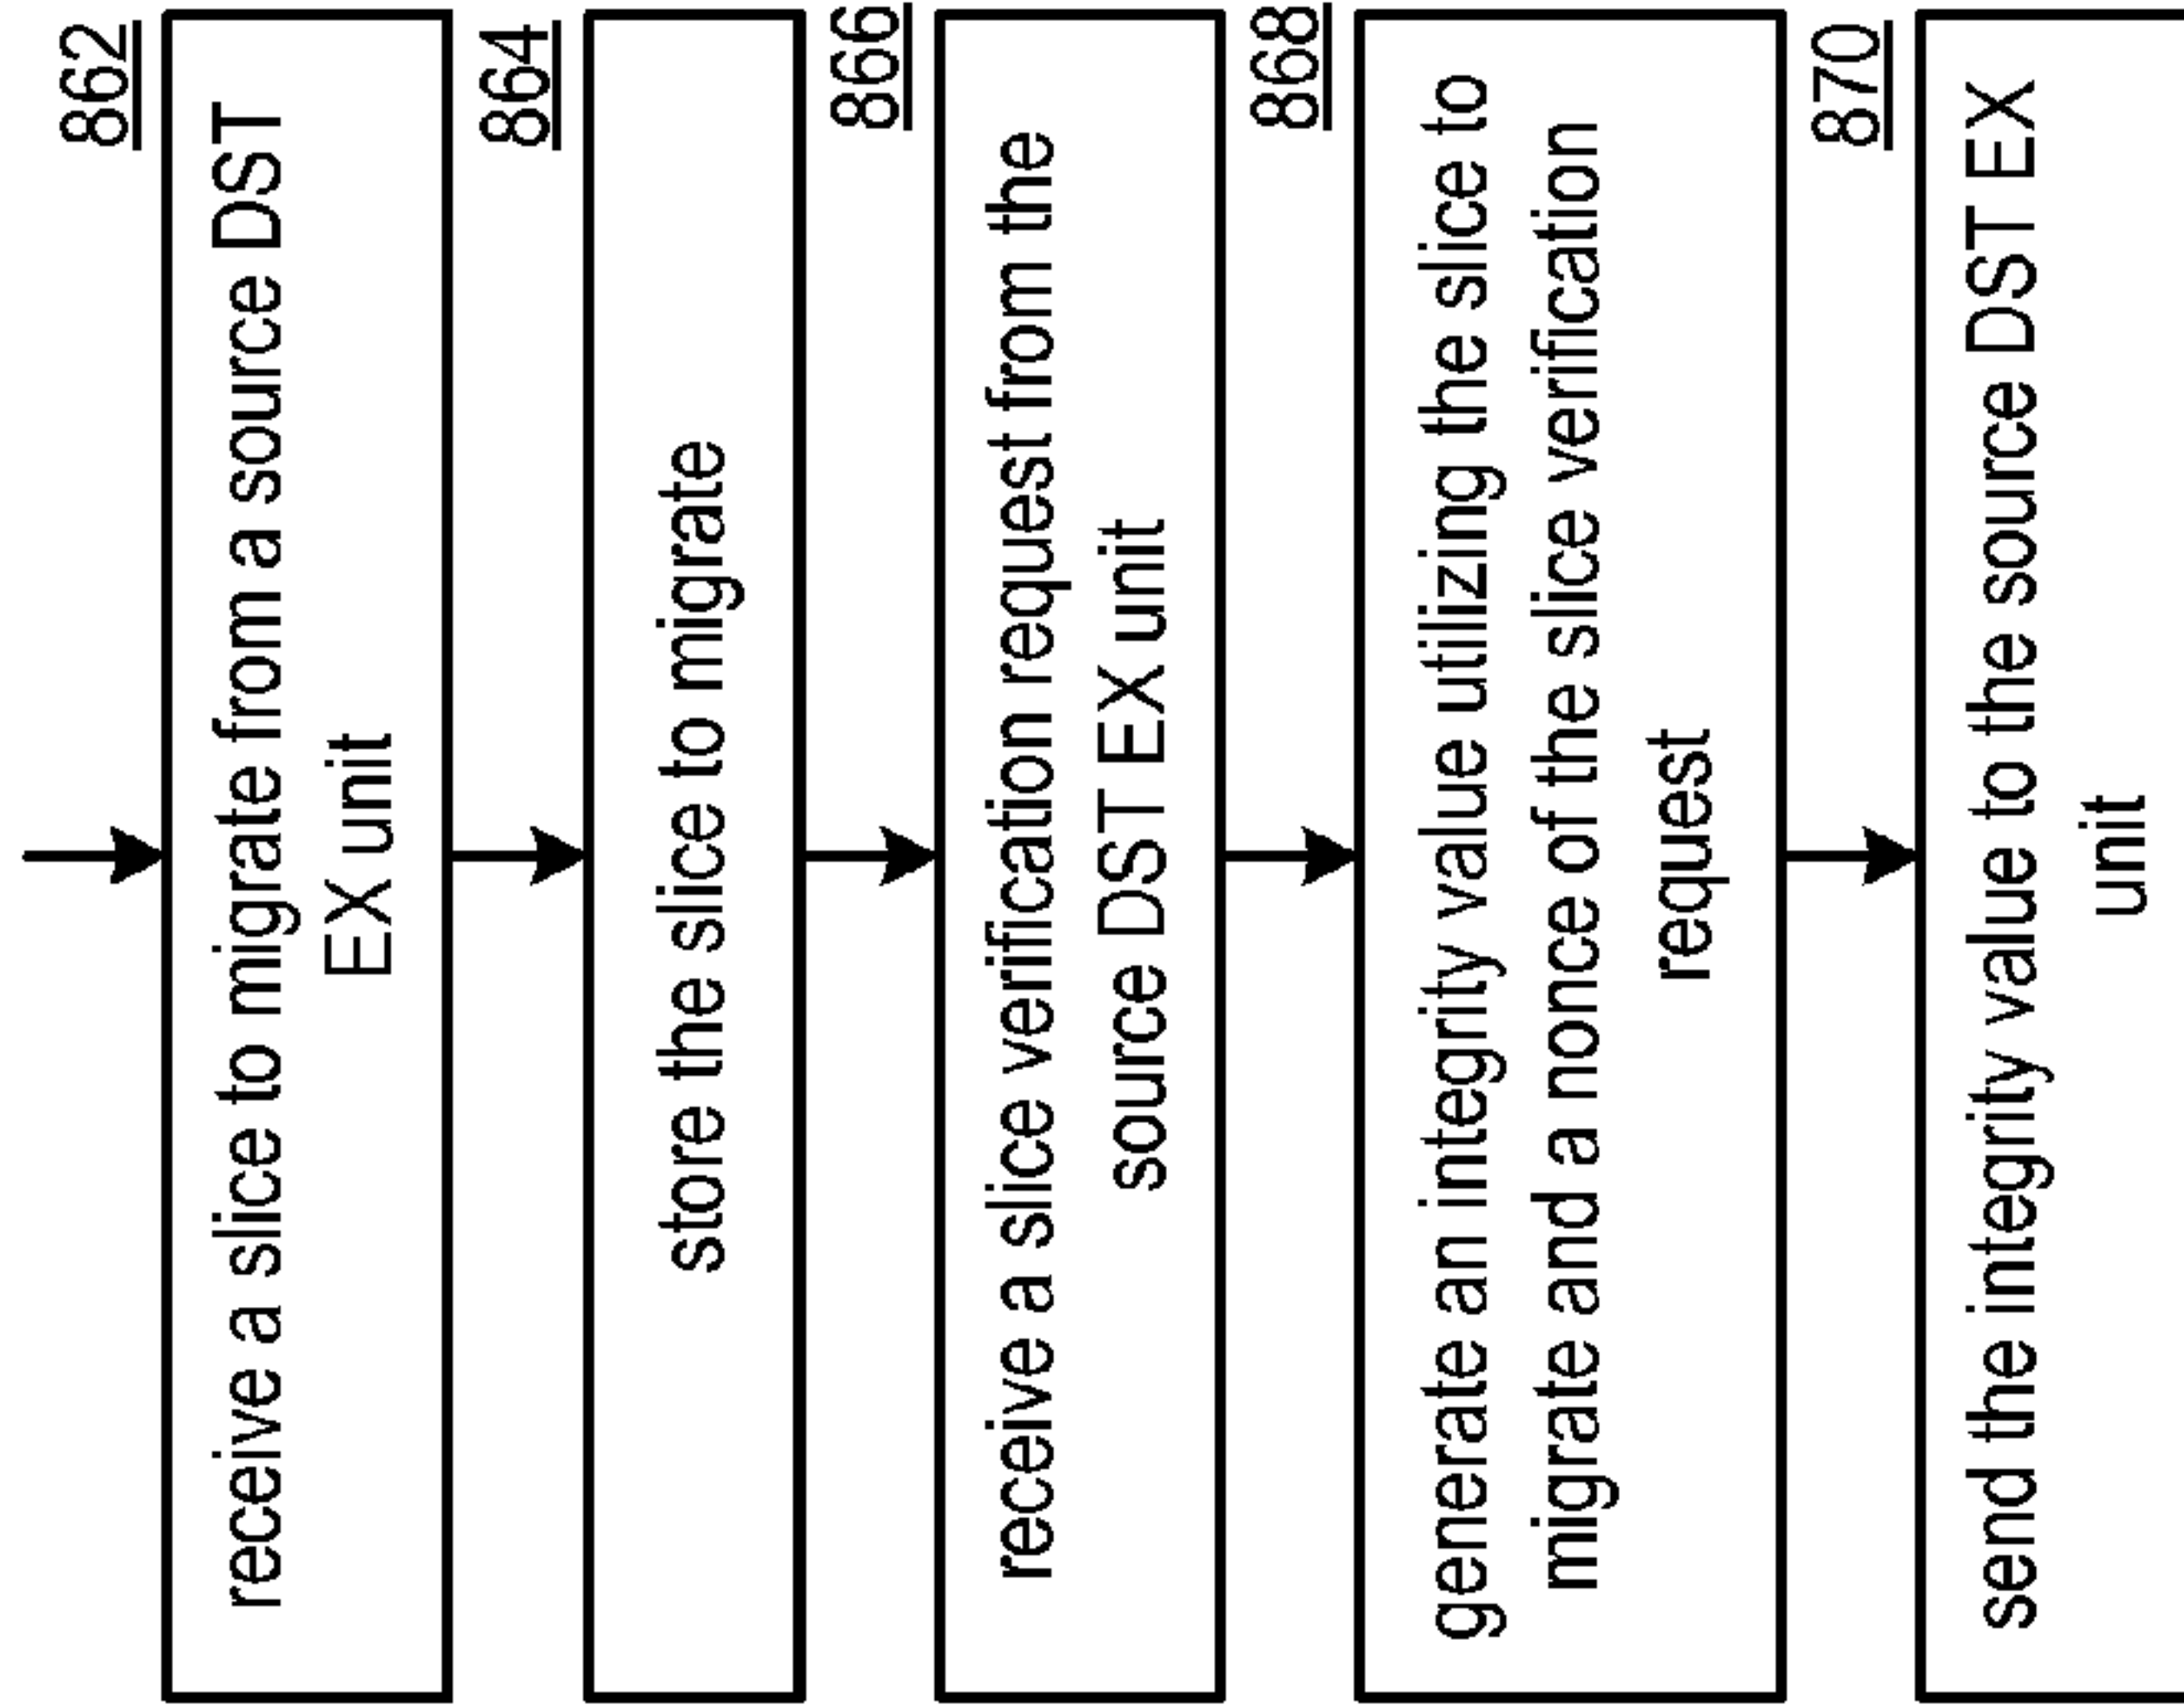 862
receive a slice to migrate from a source DST
EX unit
864
store the slice to migrate
866
receive a slice verification request from the
source DST EX unit
868
generate an integrity value utilizing the slice to
migrate and a nonce of the slice verification
request
870
send the integrity value to the source DST EX
unit